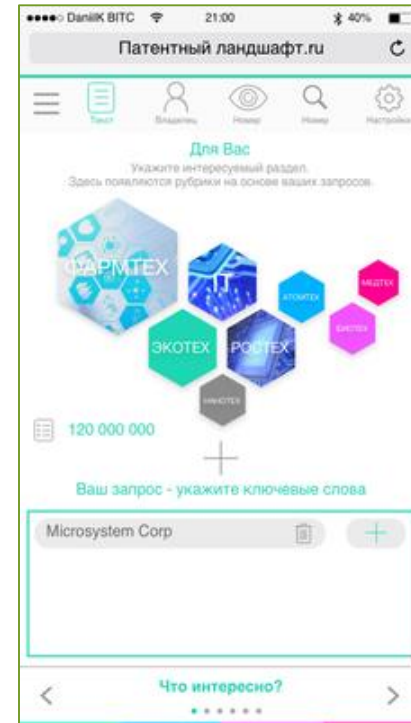 DaniilK BITC 21:00 40%
Патентный ландшафт.ru
Текст Владелец Номер Номер Настройки
Для Вас
Укажите интересуемый раздел.
Здесь появляются рубрики на основе ваших запросов.
ФАРМТЕХ
IT
АТОМТЕХ
МЕДТЕХ
БИОТЕХ
ЭКОТЕХ
РОСТЕХ
НАНОТЕХ
120 000 000
Ваш запрос - укажите ключевые слова
Microsystem Corp
Что интересно?